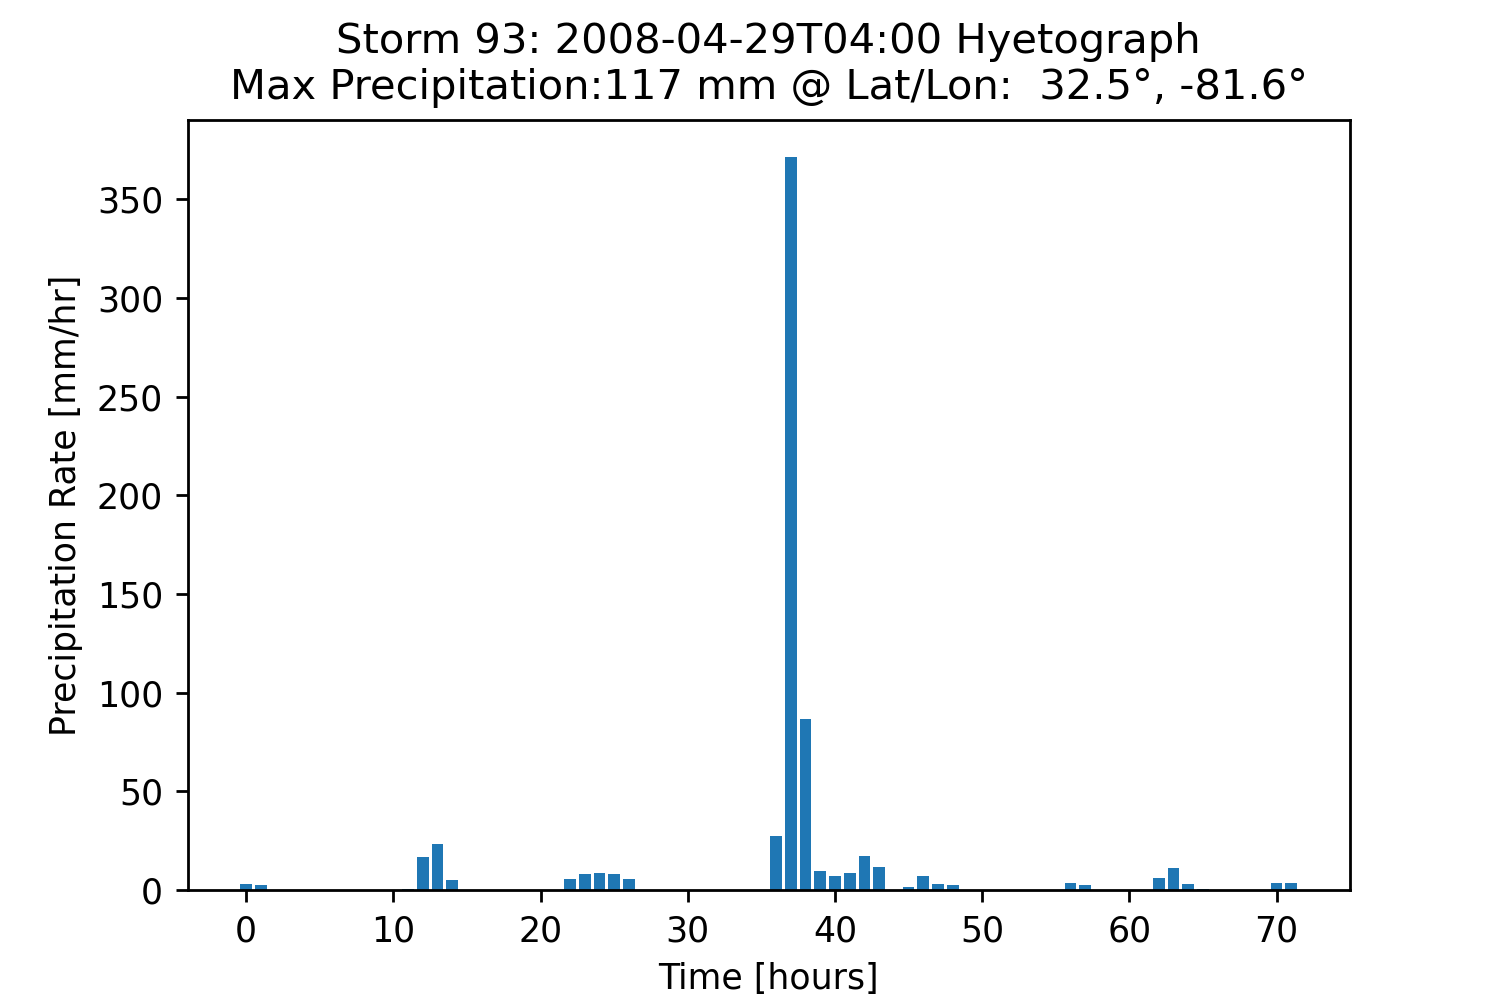 Storm 93: 2008-04-29T04:00 Hyetograph
Max Precipitation:117 mm @ Lat/Lon:  32.5°, -81.6°
Precipitation Rate [mm/hr]
350
300
250
200
150
100
50
0
0 10 20 30 40 50 60 70
Time [hours]